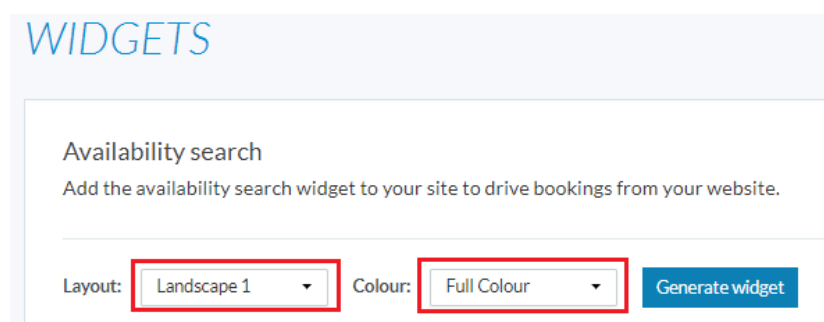 WIDGETS
Availability search
Add the availability search widget to your site to drive bookings from your website.
Layout: Landscape 1 Colour: Full Colour Generate widget